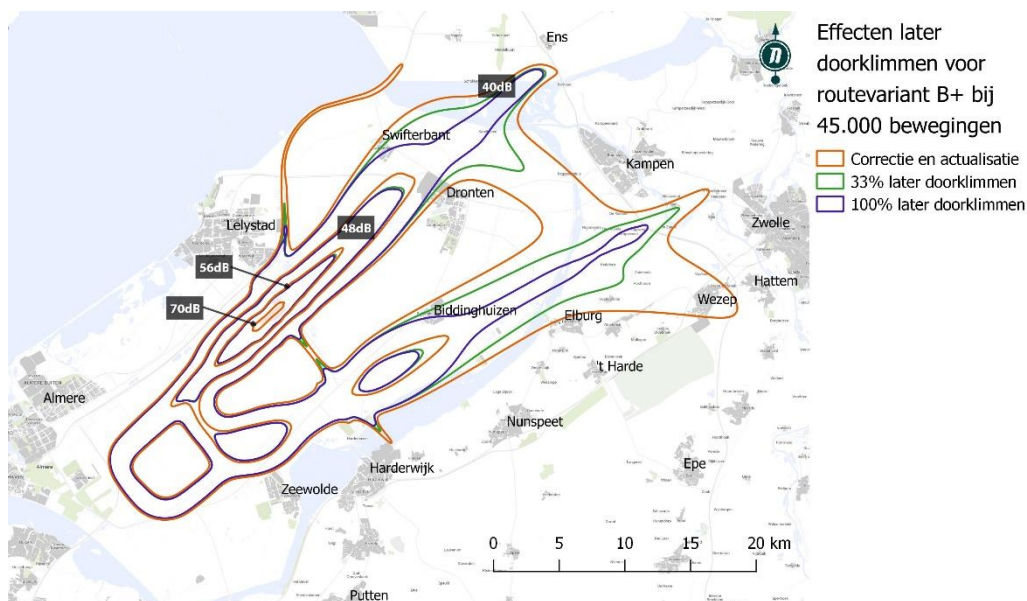 Effecten later
doorklimmen voor
routevariant B+ bij
45.000 bewegingen
Correctie en actualisatie
33% later doorklimmen
100% later doorklimmen
Ens
40dB
Swifterbant
Kampen
Dronten
Lelystad
48dB
Zwolle
56dB
Hattem
70dB
Wezep
Biddinghuizen
Elburg
't Harde
ALMERE BUITEN
Almere
Nunspeet
Epe
Harderwijk
Zeewolde
0 5 10 15 20 km
Putten